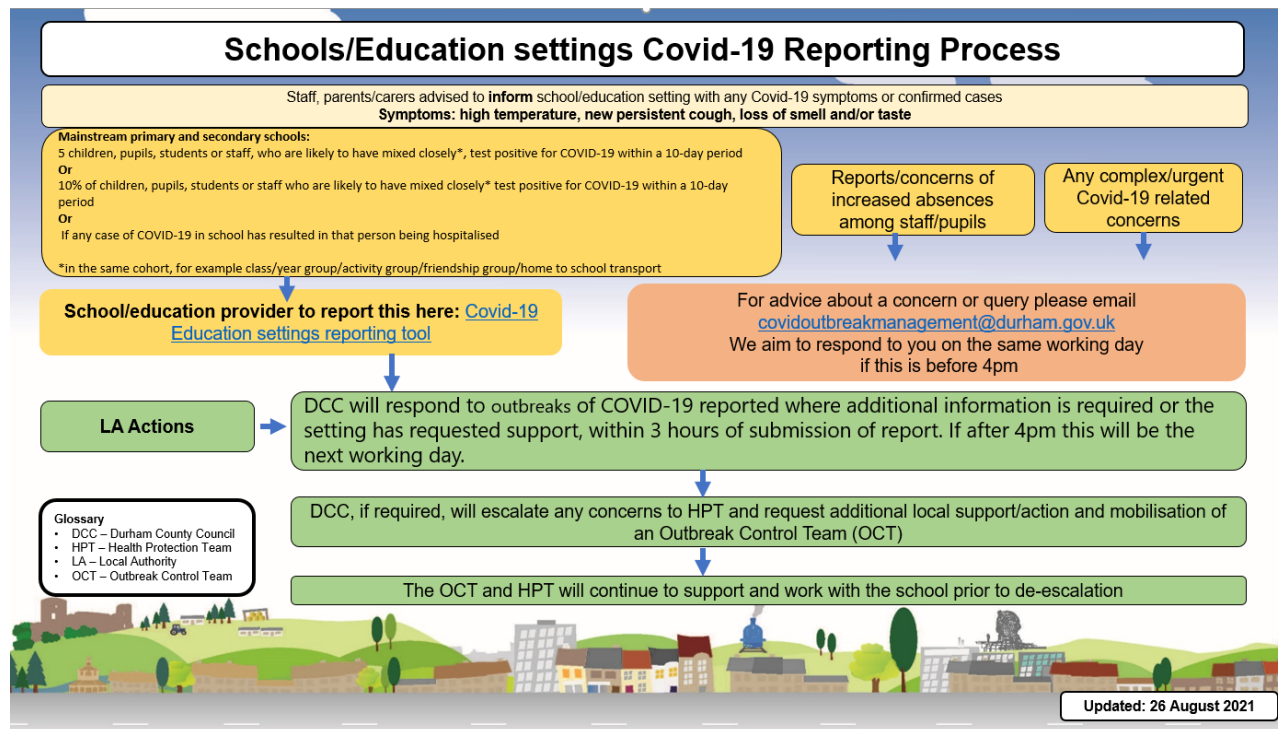 Schools/Education settings Covid-19 Reporting Process
Staff, parents/carers advised to inform school/education setting with any Covid-19 symptoms or confirmed cases
Symptoms: high temperature, new persistent cough, loss of smell and/or taste
Mainstream primary and secondary schools:
5 children, pupils, students or staff, who are likely to have mixed closely*, test positive for COVID-19 within a 10-day period
Or
10% of children, pupils, students or staff who are likely to have mixed closely* test positive for COVID-19 within a 10-day
period
Or
If any case of COVID-19 in school has resulted in that person being hospitalised
*in the same cohort, for example class/year group/activity group/friendship group/home to school transport
Reports/concerns of
increased absences
among staff/pupils
Any complex/urgent
Covid-19 related
concerns
School/education provider to report this here: Covid-19
Education settings reporting tool
For advice about a concern or query please email
covidoutbreakmanagement@durham.gov.uk
We aim to respond to you on the same working day
if this is before 4pm
LA Actions
DCC will respond to outbreaks of COVID-19 reported where additional information is required or the
setting has requested support, within 3 hours of submission of report. If after 4pm this will be the
next working day.
Glossary
• DCC – Durham County Council
• HPT – Health Protection Team
• LA – Local Authority
• OCT – Outbreak Control Team
DCC, if required, will escalate any concerns to HPT and request additional local support/action and mobilisation of
an Outbreak Control Team (OCT)
The OCT and HPT will continue to support and work with the school prior to de-escalation
Updated: 26 August 2021